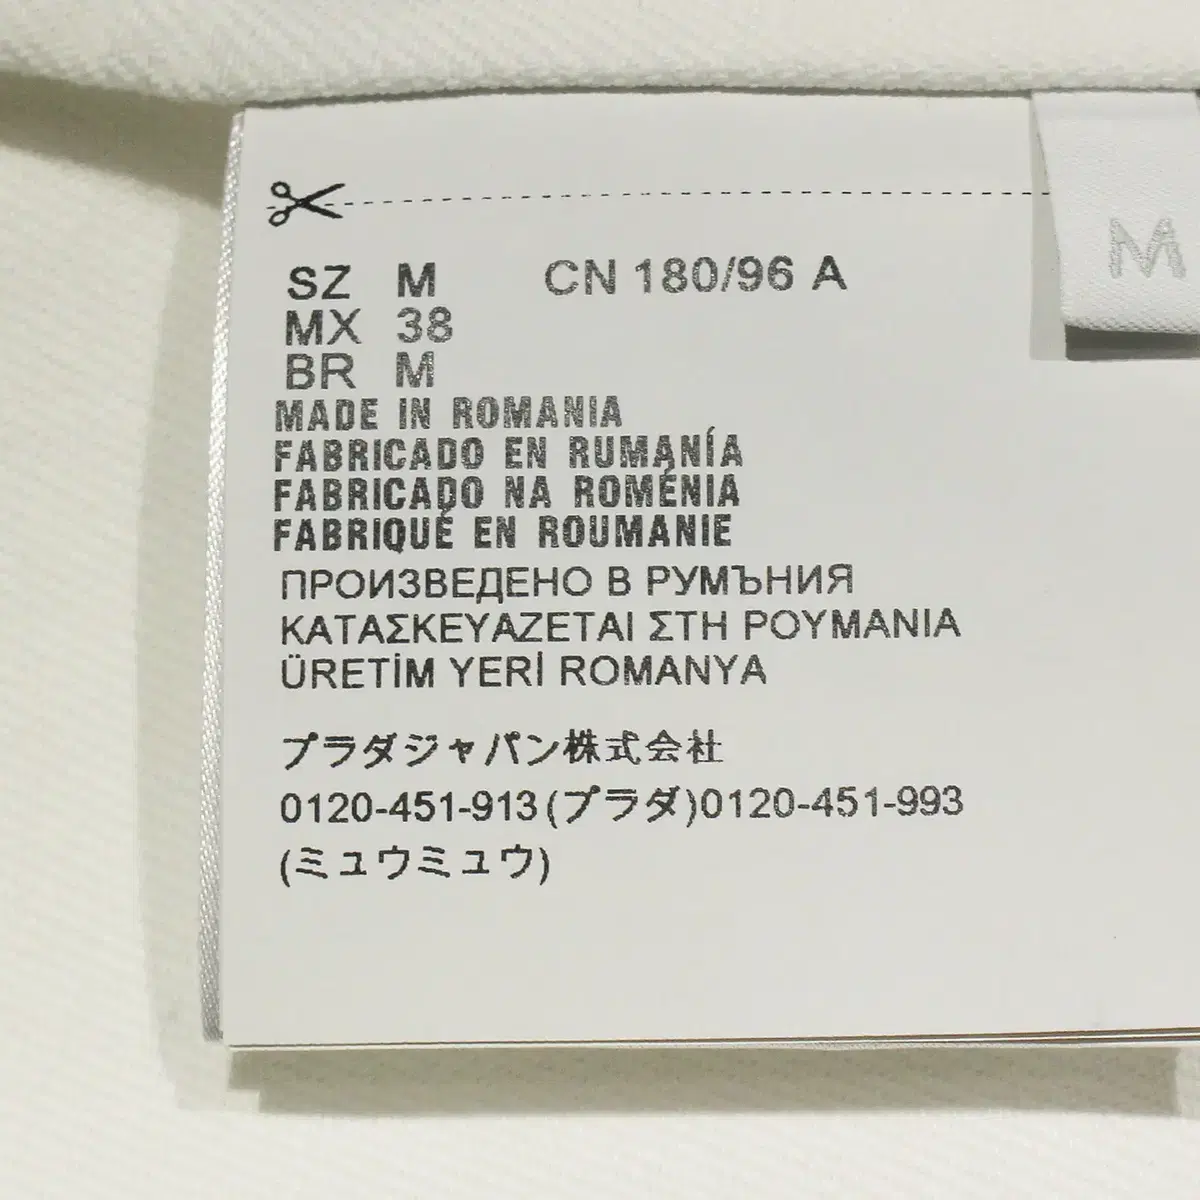 SZ M CN 180/96 A
MX 38
BR M
MADE IN ROMANIA
FABRICADO EN RUMANÍA
FABRICADO NA ROMÉNIA
FABRIQUÉ EN ROUMANIE
ПРОИЗВЕДЕНО В РУМЪНИЯ
ΚΑΤΑΣΚΕΥΑΖΕΤΑΙ ΣΤΗ ΡΟΥΜΑΝΙΑ
ÜRETİM YERİ ROMANYA
プラダジャパン株式会社
0120-451-913(プラダ)0120-451-993
(ミュウミュウ)
M